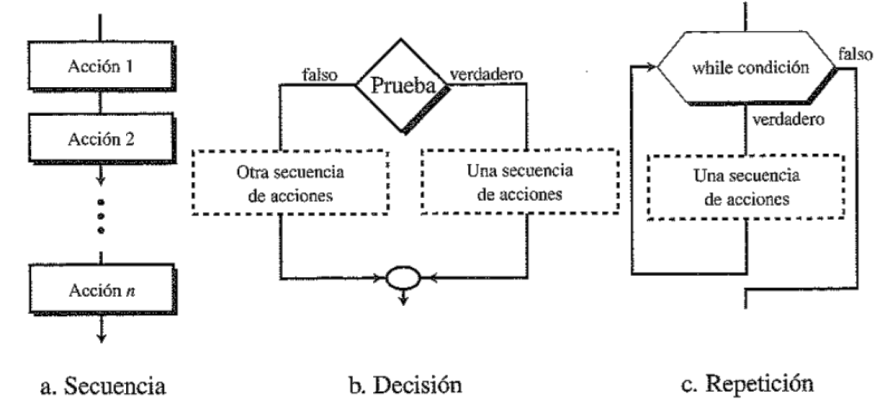 Acción 1
Acción 2
Acción n
a. Secuencia
falso
Prueba
verdadero
Otra secuencia
de acciones
Una secuencia
de acciones
b. Decisión
while condición
falso
verdadero
Una secuencia
de acciones
c. Repetición